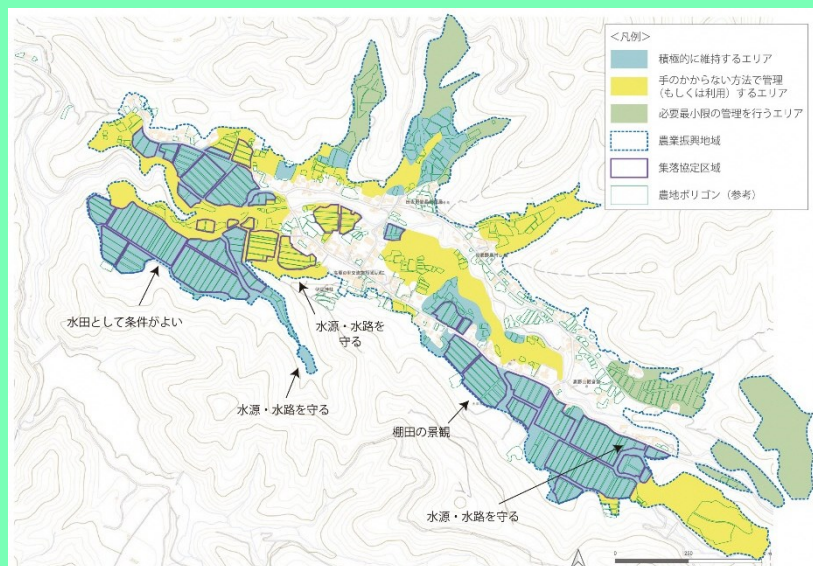 <凡例>
積極的に維持するエリア
手のかからない方法で管理
(もしくは利用)するエリア
必要最小限の管理を行うエリア
農業振興地域
集落協定区域
農地ポリゴン(参考)
水田として条件がよい
水源・水路を
守る
水源・水路を守る
棚田の景観
水源・水路を守る
0
250